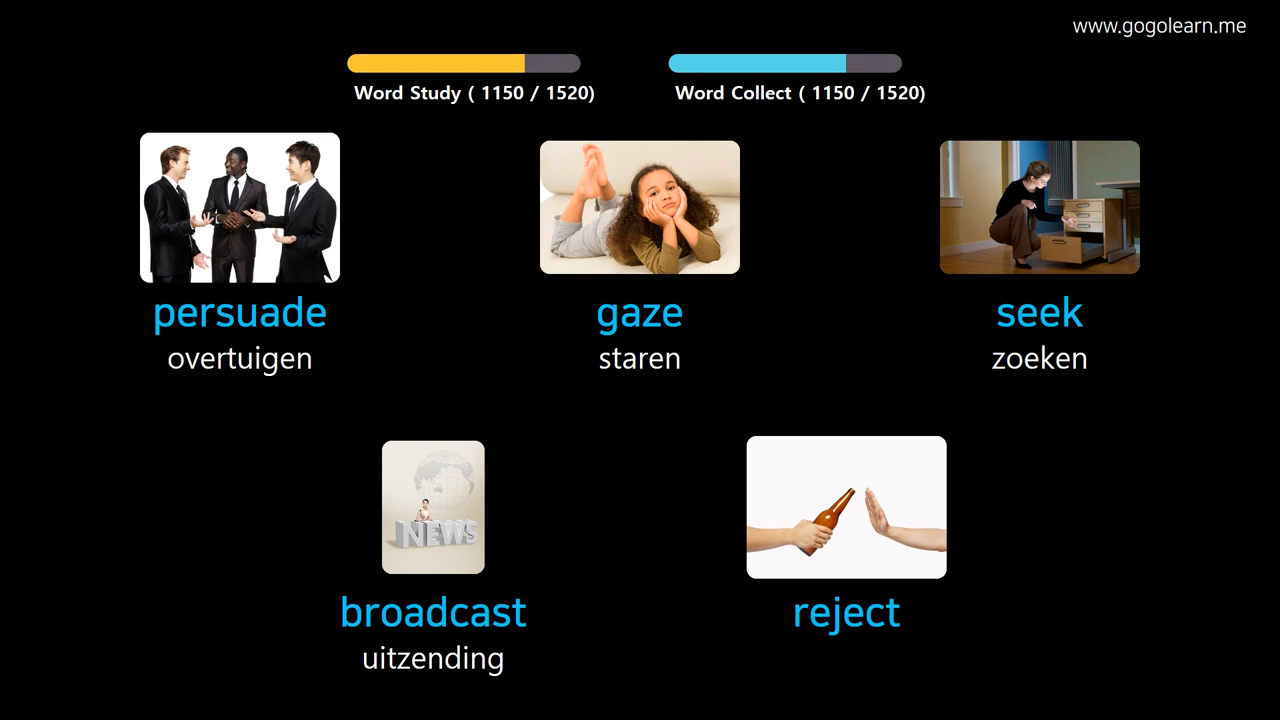 www.gogolearn.me
Word Study ( 1150 / 1520)
Word Collect ( 1150 / 1520)
persuade
overtuigen
gaze
staren
seek
zoeken
NEWS
broadcast
uitzending
reject